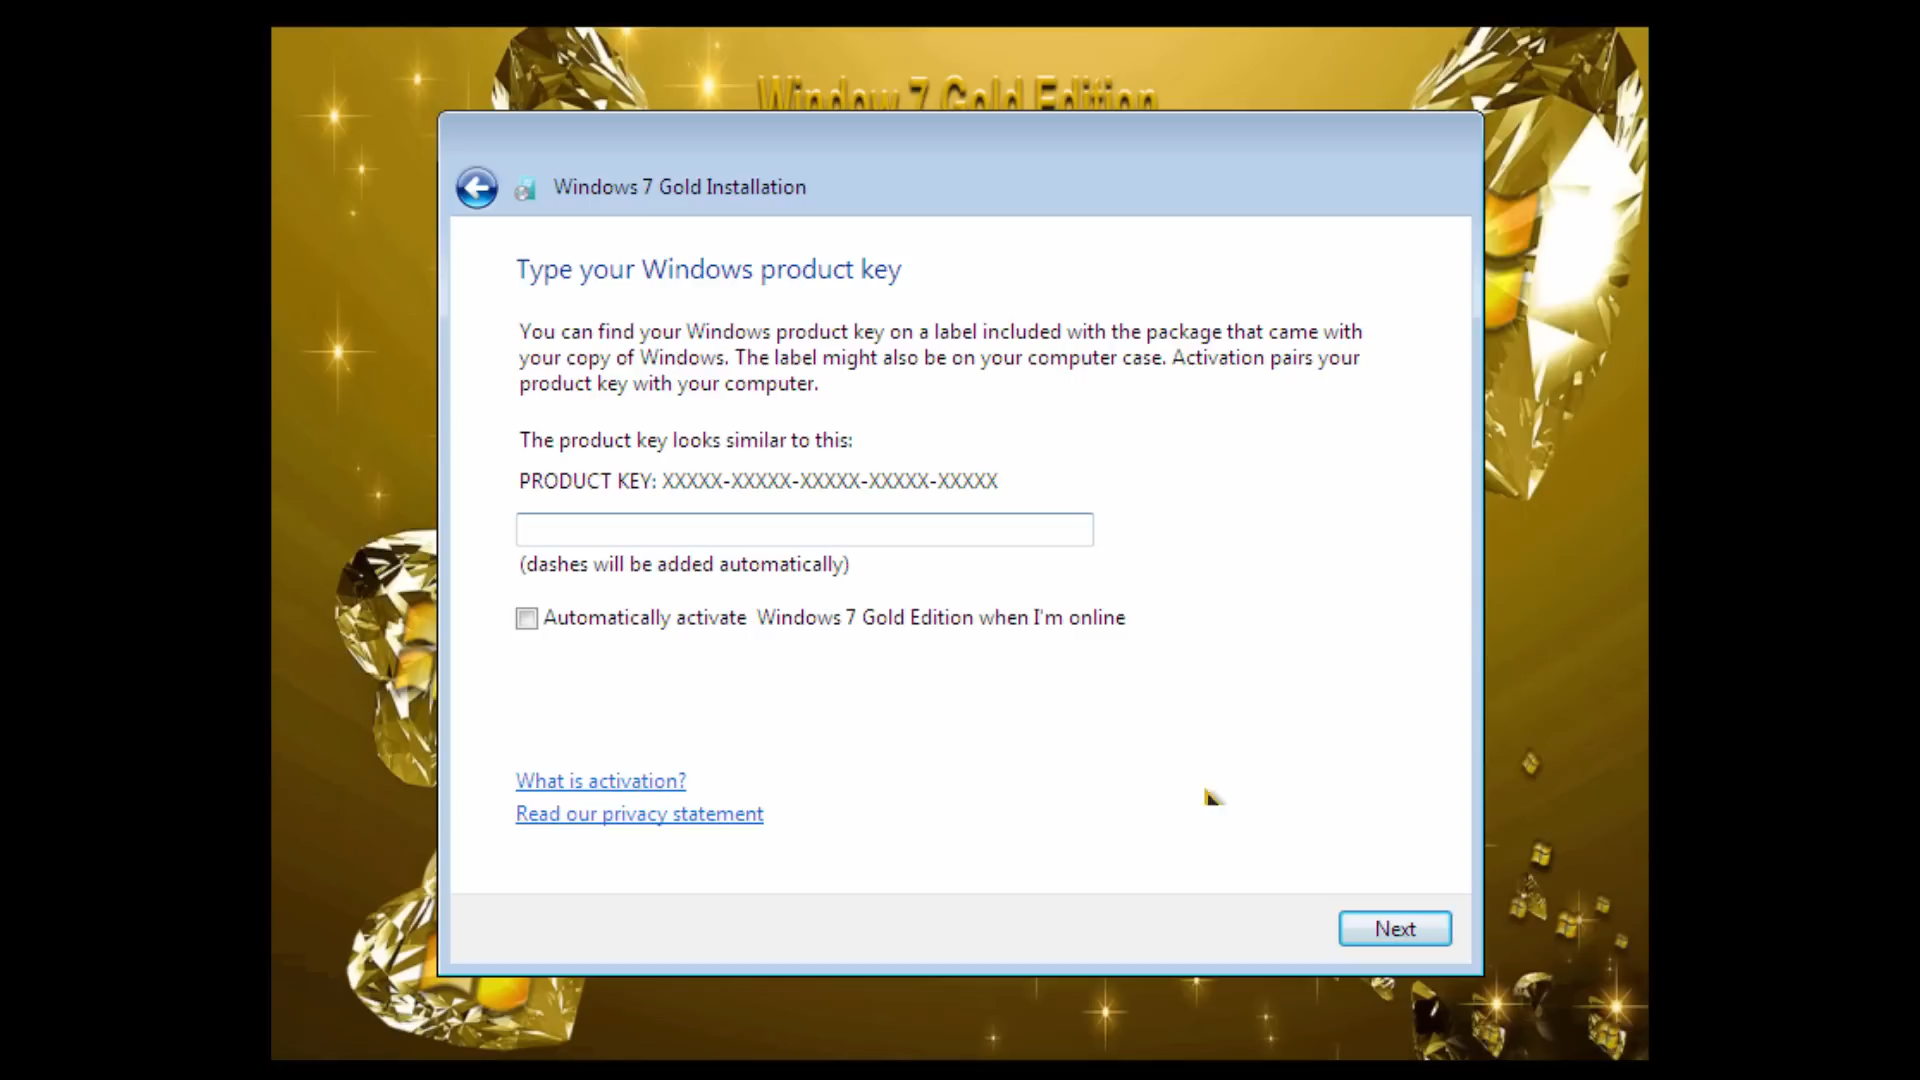 Window 7 Gold Edition
Windows 7 Gold Installation
Type your Windows product key
You can find your Windows product key on a label included with the package that came with
your copy of Windows. The label might also be on your computer case. Activation pairs your
product key with your computer.
The product key looks similar to this:
PRODUCT KEY: XXXXX-XXXXX-XXXXX-XXXXX-XXXXX
(dashes will be added automatically)
Automatically activate Windows 7 Gold Edition when I'm online
What is activation?
Read our privacy statement
Next